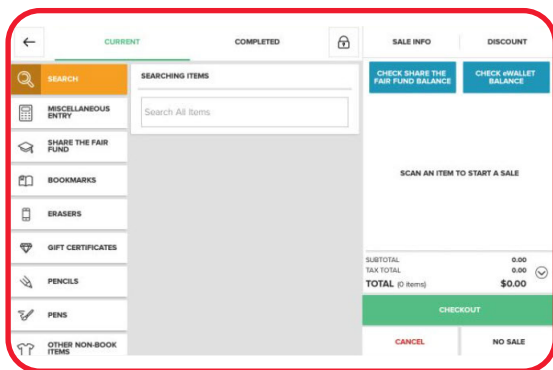 CURRENT
COMPLETED
SALE INFO
DISCOUNT
SEARCH
MISCELLANEOUS
ENTRY
SHARE THE FAIR
FUND
BOOKMARKS
ERASERS
GIFT CERTIFICATES
PENCILS
PENS
OTHER NON-BOOK
ITEMS
SEARCHING ITEMS
Search All Items
CHECK SHARE THE
FAIR FUND BALANCE
CHECK eWALLET
BALANCE
SCAN AN ITEM TO START A SALE
SUBTOTAL 0.00
TAX TOTAL 0.00
TOTAL (0 Items) $0.00
CHECKOUT
CANCEL
NO SALE